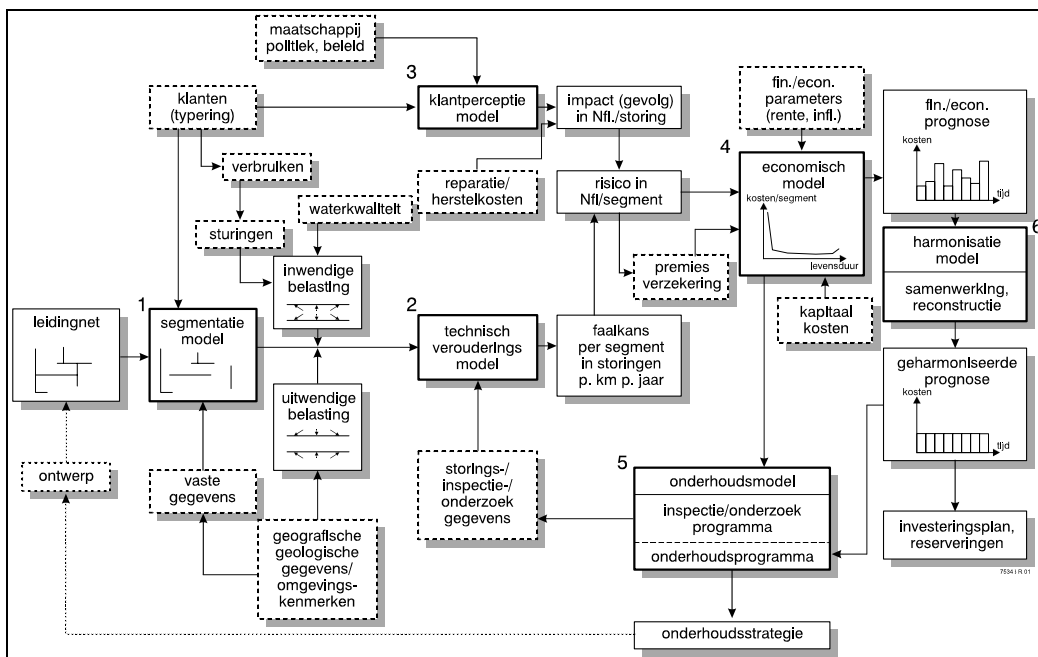 maatschappij
politiek, beleid
3
klanten
(typering)
klantperceptie
model
impact (gevolg)
in Nfl./storing
fin./econ.
parameters
(rente, infl.)
fin./econ.
prognose
kosten
tijd
4
verbruiken
reparatie/
herstelkosten
risico in
Nfl/segment
economisch
model
kosten/segment
levensduur
waterkwaliteit
sturingen
premies
verzekering
6
harmonisatie
model
samenwerking,
reconstructie
inwendige
belasting
kapitaal
kosten
1
leidingnet
segmentatie
model
2
technisch
verouderings
model
faalkans
per segment
in storingen
p. km p. jaar
geharmoniseerde
prognose
kosten
tijd
uitwendige
belasting
ontwerp
vaste
gegevens
storings-/
inspectie-/
onderzoek
gegevens
5
onderhoudsmodel
inspectie/onderzoek
programma
onderhoudsprogramma
investeringsplan,
reserveringen
geografische
geologische
gegevens/
omgevings-
kenmerken
7534 I R 01
onderhoudsstrategie